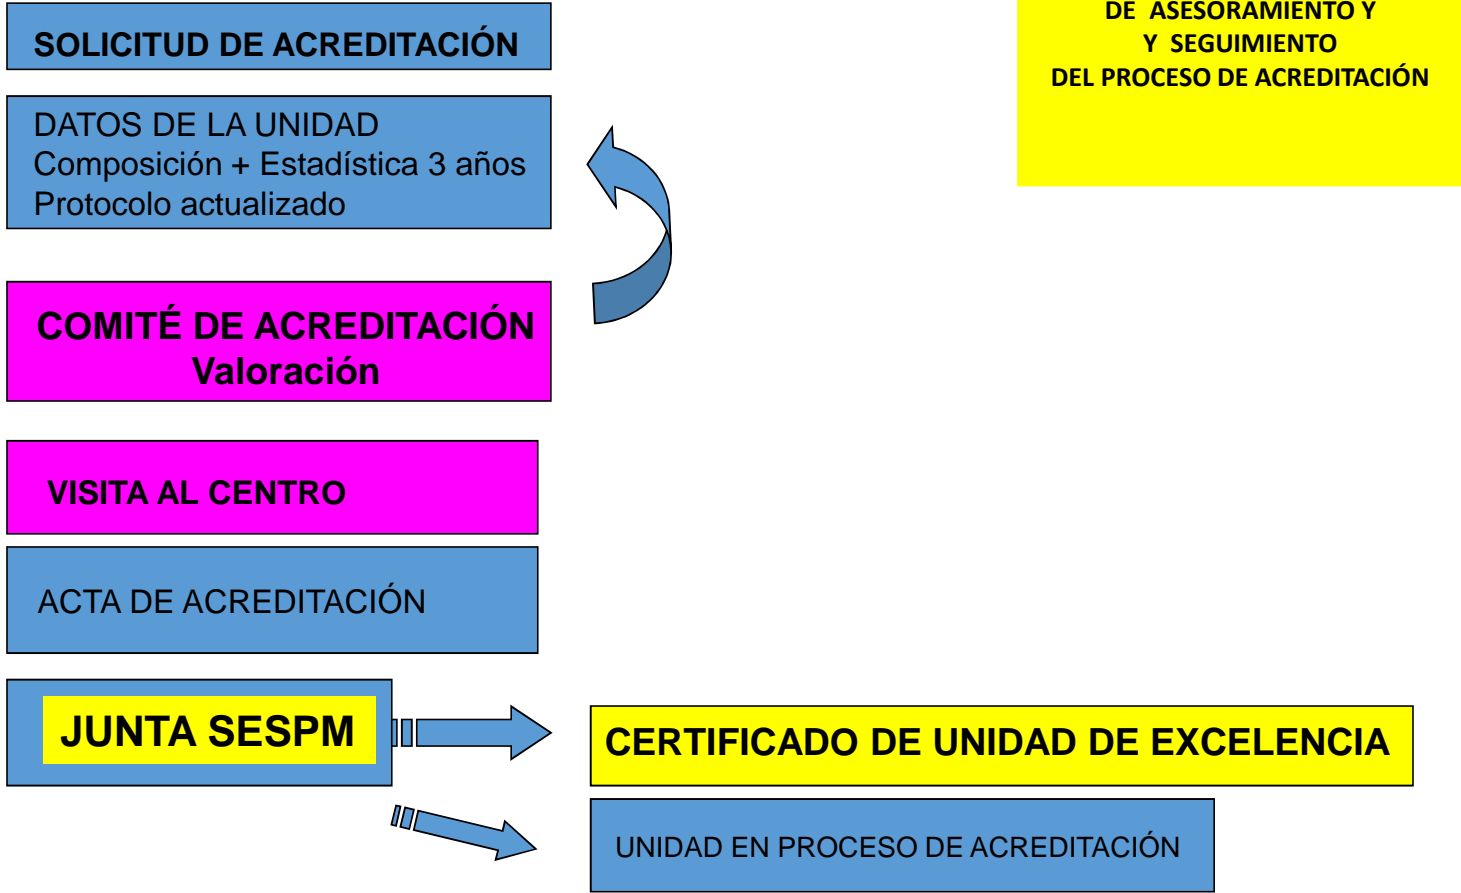 SOLICITUD DE ACREDITACIÓN
DE ASESORAMIENTO Y
Y SEGUIMIENTO
DEL PROCESO DE ACREDITACIÓN
DATOS DE LA UNIDAD
Composición + Estadística 3 años
Protocolo actualizado
COMITÉ DE ACREDITACIÓN
Valoración
VISITA AL CENTRO
ACTA DE ACREDITACIÓN
JUNTA SESPM
CERTIFICADO DE UNIDAD DE EXCELENCIA
UNIDAD EN PROCESO DE ACREDITACIÓN